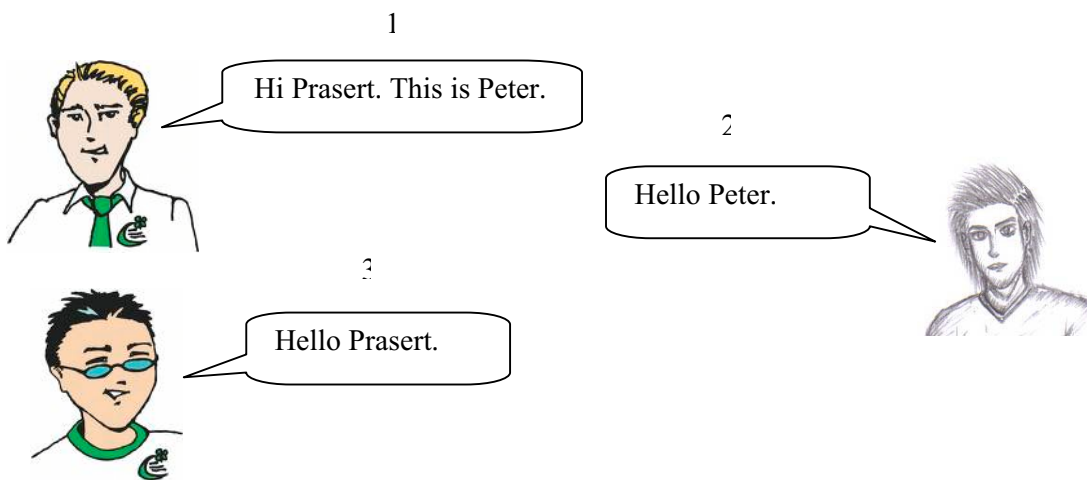 1
Hi Prasert. This is Peter.
2
Hello Peter.
3
Hello Prasert.